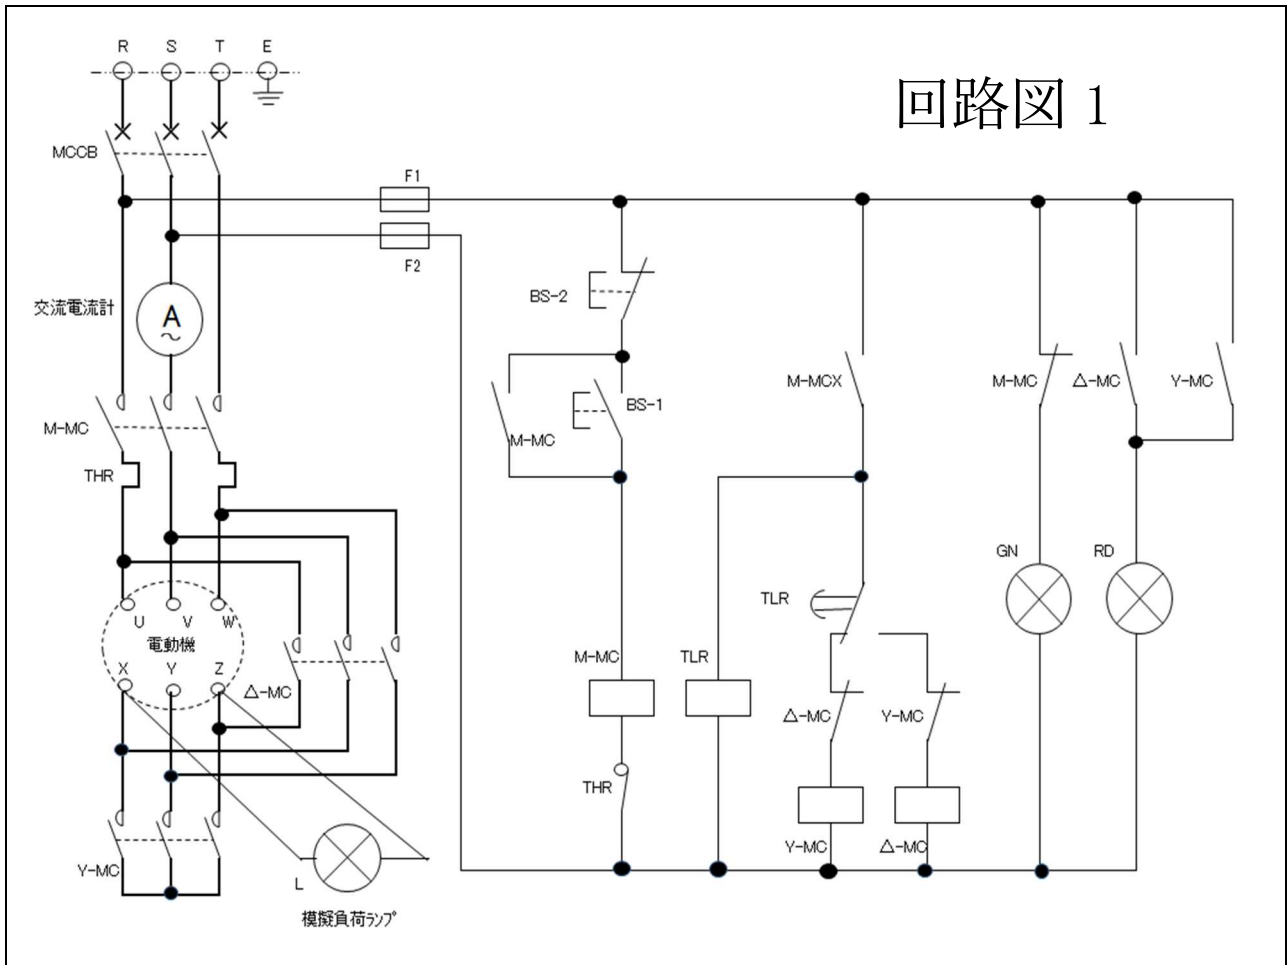 R S T E
回路図1
MCCB
F1
F2
交流電流計
A
BS-2
BS-1
M-MC
M-MCX
M-MC
△-MC
Y-MC
M-MC
THR
GN
RD
TLR
U V W
電動機
X Y Z
△-MC
M-MC
TLR
△-MC
Y-MC
THR
Y-MC
△-MC
Y-MC
L
模擬負荷ランプ